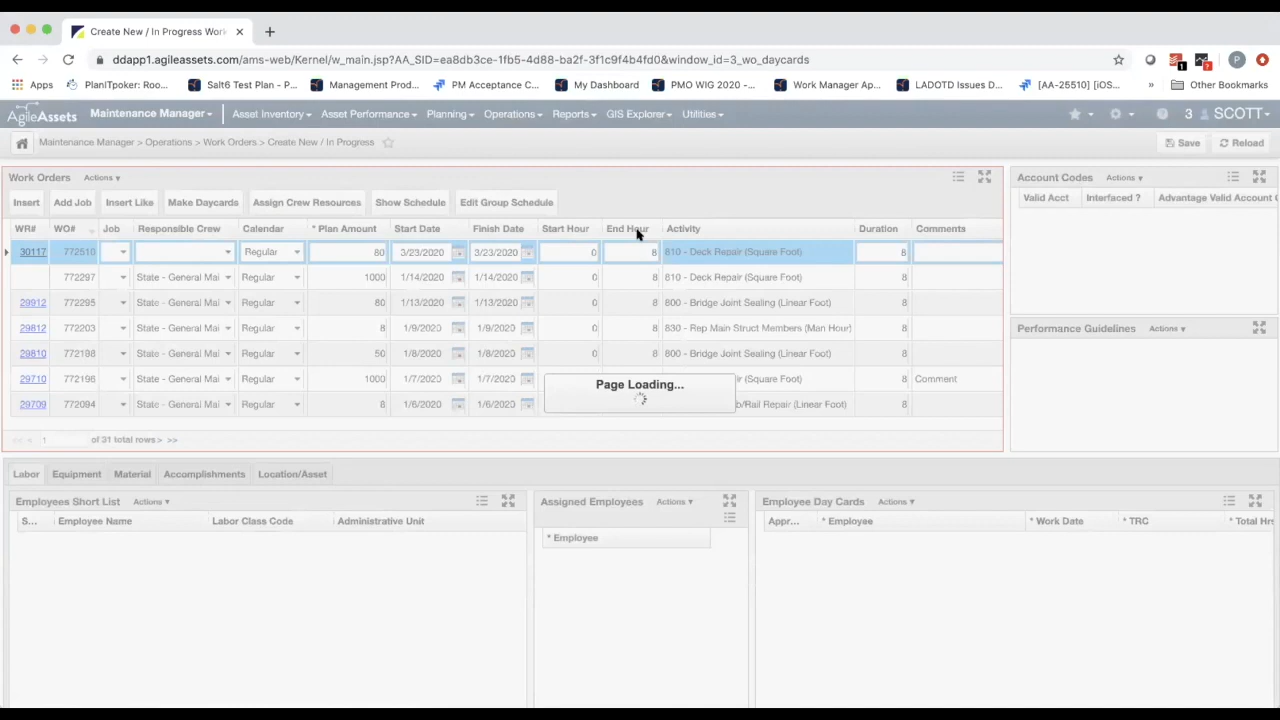 Create New / In Progress Work
ddapp1.agileassets.com/ams-web/Kernel/w_main.jsp?AA_SID=ea8db32e-1fb5-4d88-ba2f-3f1c9f4b4fd0&window_id=3_wo_daycards
1 ? P
Apps PlanITpoker: Roo... Salt6 Test Plan - P... Management Prod... PM Acceptance C... My Dashboard PMO WIG 2020 -... Work Manager Ap... LADOTD Issues D... [AA-25510] [iOS... » Other Bookmarks
AgileAssets Maintenance Manager Asset Inventory Asset Performance Planning Operations Reports GIS Explorer Utilities 3 SCOTT
Maintenance Manager > Operations > Work Orders > Create New / In Progress Save Reload
Work Orders Actions
Insert Add Job Insert Like Make Daycards Assign Crew Resources Show Schedule Edit Group Schedule
WR# WO# Job Responsible Crew Calendar * Plan Amount Start Date Finish Date Start Hour End Hour Activity Duration Comments
30117 772510 Regular 80 3/23/2020 3/23/2020 0 8 810 - Deck Repair (Square Foot) 8
772297 State - General Mai Regular 1000 1/14/2020 1/14/2020 0 8 810 - Deck Repair (Square Foot) 8
29912 772295 State - General Mai Regular 80 1/13/2020 1/13/2020 0 8 800 - Bridge Joint Sealing (Linear Foot) 8
29812 772203 State - General Mai Regular 8 1/9/2020 1/9/2020 0 8 830 - Rep Main Struct Members (Man Hour) 8
29810 772198 State - General Mai Regular 50 1/8/2020 1/8/2020 0 8 800 - Bridge Joint Sealing (Linear Foot) 8
29710 772196 State - General Mai Regular 1000 1/7/2020 1/7/2020 (Square Foot) 8 Comment
29709 772094 State - General Mai Regular 8 1/6/2020 1/6/2020 b/Rail Repair (Linear Foot) 8
Page Loading...
<< < 1 of 31 total rows > >>
Account Codes Actions
Valid Acct Interfaced ? Advantage Valid Account C
Performance Guidelines Actions
Labor Equipment Material Accomplishments Location/Asset
Employees Short List Actions
S... Employee Name Labor Class Code Administrative Unit
Assigned Employees Actions
* Employee
Employee Day Cards Actions
Appr... * Employee * Work Date * TRC * Total Hrs